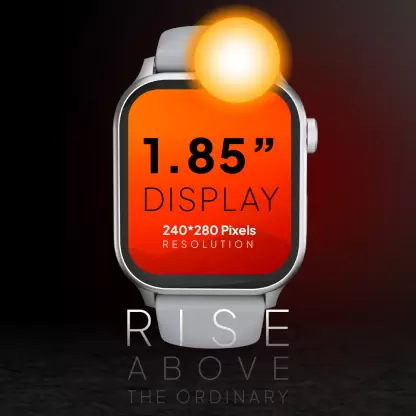 1.85”
DISPLAY
240*280 Pixels
RESOLUTION
RISE
ABOVE
THE ORDINARY